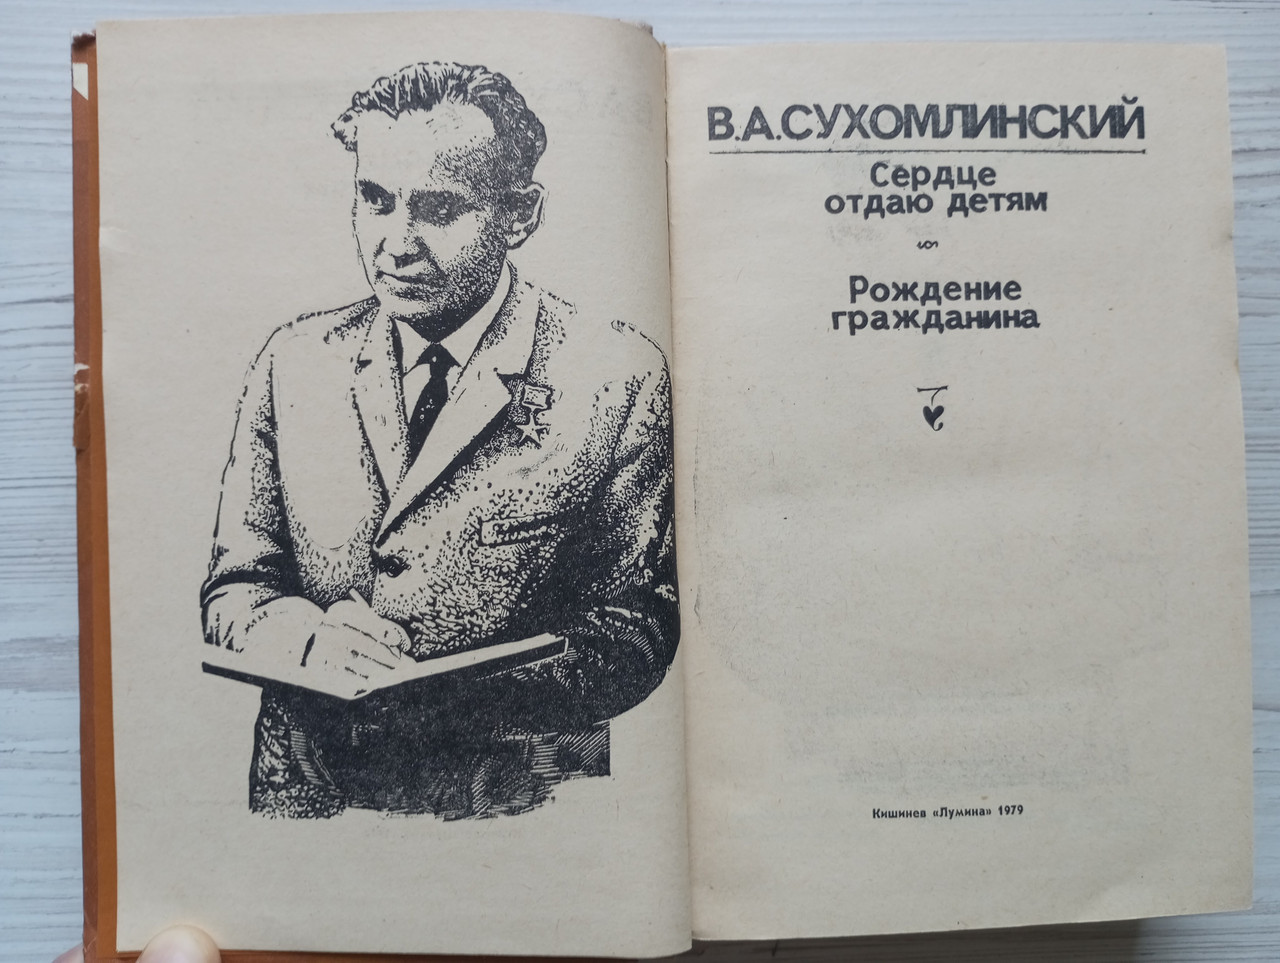 В.А.СУХОМЛИНСКИЙ
Сердце
отдаю детям
Рождение
гражданина
Кишинев «Лумина» 1979